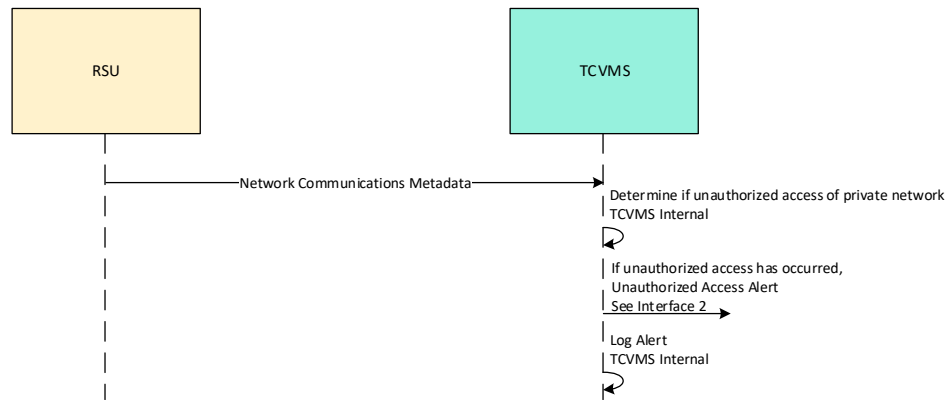 RSU
TCVMS
Network Communications Metadata
Determine if unauthorized access of private network
TCVMS Internal
If unauthorized access has occurred,
Unauthorized Access Alert
See Interface 2
Log Alert
TCVMS Internal